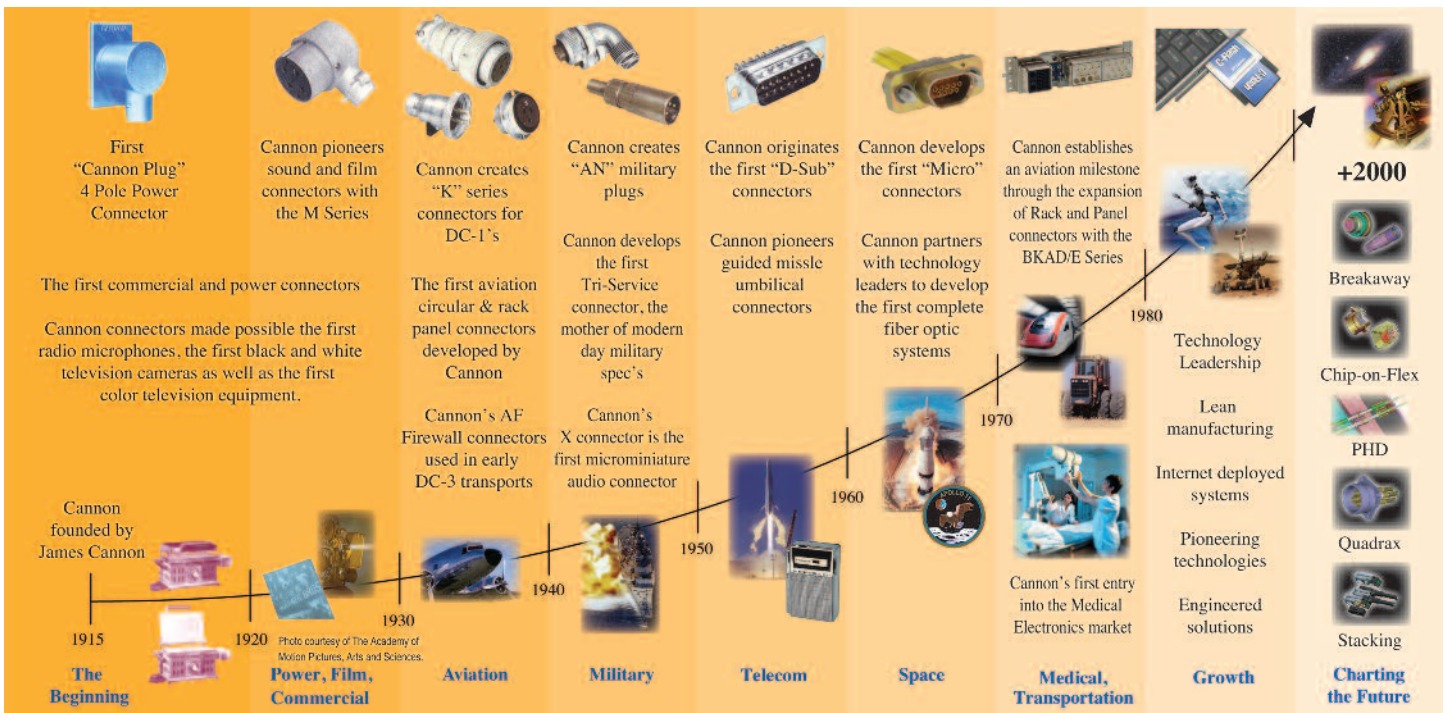 First
“Cannon Plug”
4 Pole Power
Connector
Cannon pioneers
sound and film
connectors with
the M Series
The first commercial and power connectors
Cannon connectors made possible the first
radio microphones, the first black and white
television cameras as well as the first
color television equipment.
Cannon creates
“K” series
connectors for
DC-1’s
The first aviation
circular & rack
panel connectors
developed by
Cannon
Cannon’s AF
Firewall connectors
used in early
DC-3 transports
Cannon creates
“AN” military
plugs
Cannon develops
the first
Tri-Service
connector, the
mother of modern
day military
spec’s
Cannon’s
X connector is the
first microminiature
audio connector
Cannon originates
the first “D-Sub”
connectors
Cannon pioneers
guided missle
umbilical
connectors
Cannon develops
the first “Micro”
connectors
Cannon partners
with technology
leaders to develop
the first complete
fiber optic
systems
APOLLO 11
Cannon establishes
an aviation milestone
through the expansion
of Rack and Panel
connectors with the
BKAD/E Series
Cannon’s first entry
into the Medical
Electronics market
C-Flash
Technology
Leadership
Lean
manufacturing
Internet deployed
systems
Pioneering
technologies
Engineered
solutions
+2000
Breakaway
Chip-on-Flex
PHD
Quadrax
Stacking
Cannon
founded by
James Cannon
1915
1920
1930
1940
1950
1960
1970
1980
Photo courtesy of The Academy of
Motion Pictures, Arts and Sciences.
The
Beginning
Power, Film,
Commercial
Aviation
Military
Telecom
Space
Medical,
Transportation
Growth
Charting
the Future